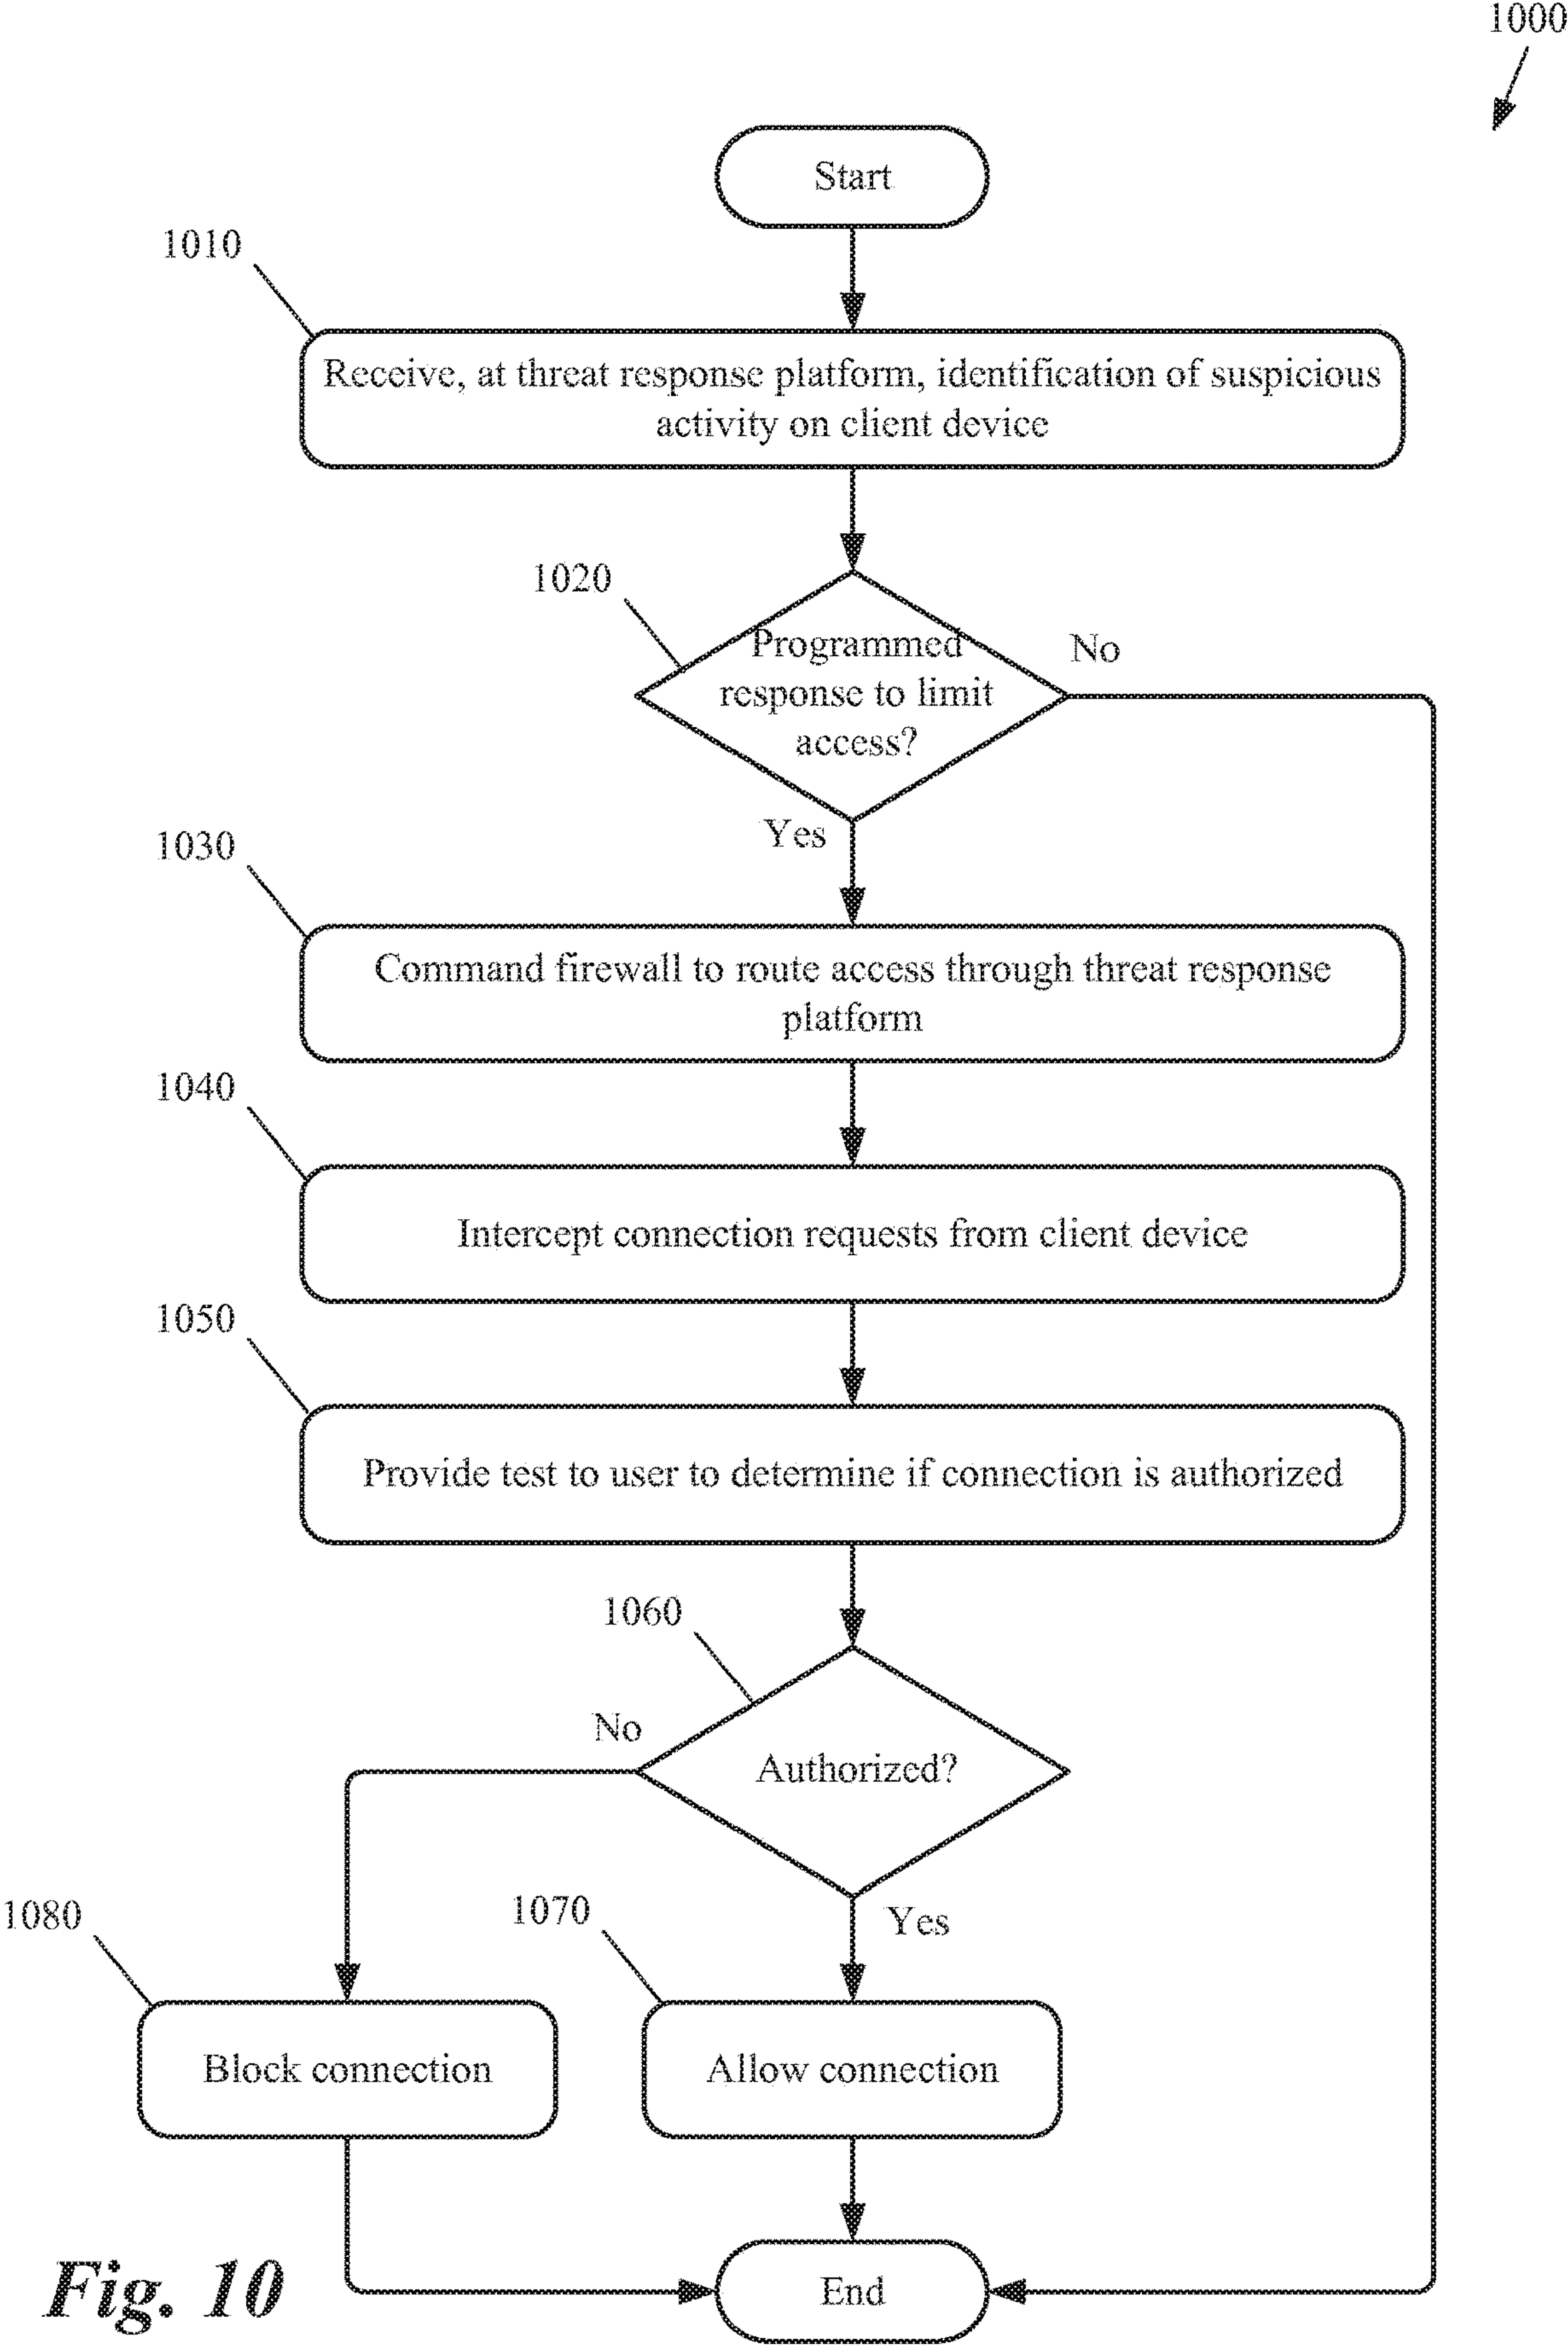 1000
Start
1010
Receive, at threat response platform, identification of suspicious
activity on client device
1020
Programmed
response to limit
access?
No
Yes
1030
Command firewall to route access through threat response
platform
1040
Intercept connection requests from client device
1050
Provide test to user to determine if connection is authorized
1060
No
Authorized?
Yes
1080
1070
Block connection
Allow connection
End
Fig. 10